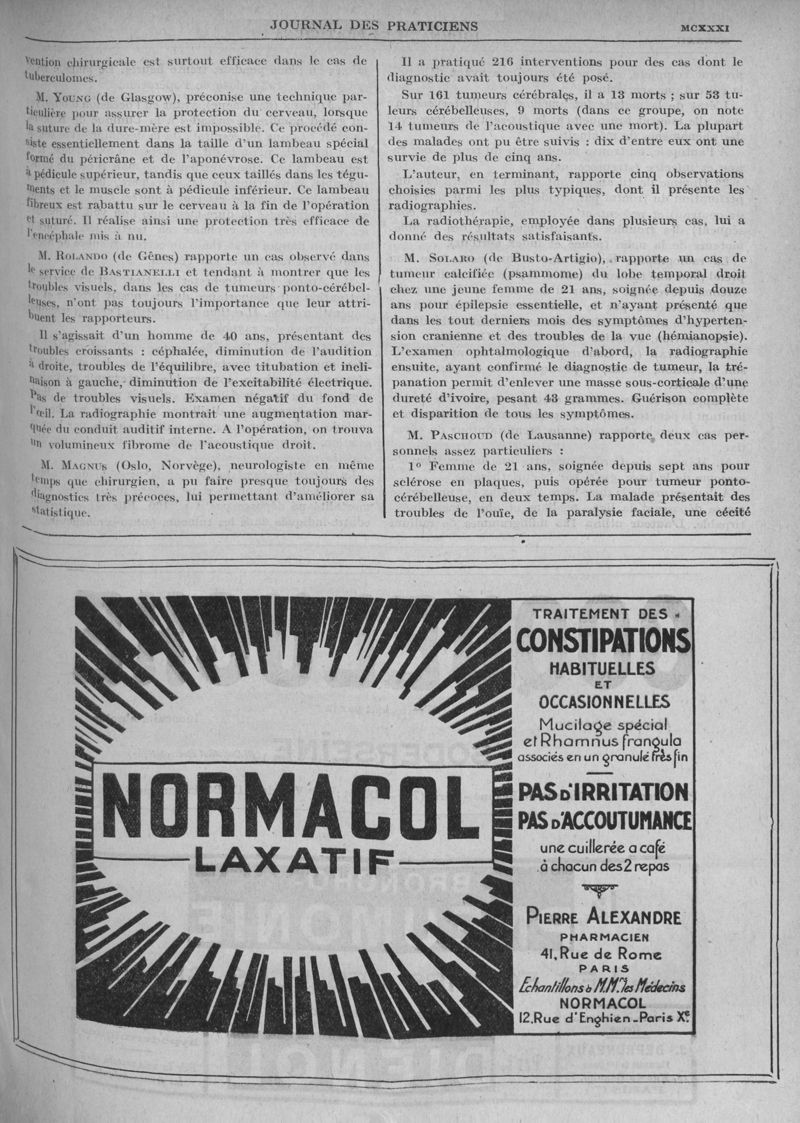 JOURNAL DES PRATICIENS
MCXXXI
vention chirurgicale est surtout efficace dans le cas de
tuberculomes.
M. YOUNG (de Glasgow), préconise une technique par-
ticulière pour assurer la protection du cerveau, lorsque
la suture de la dure-mère est impossible. Ce procédé con-
siste essentiellement dans la taille d'un lambeau spécial
formé du péricrâne et de l'aponévrose. Ce lambeau est
à pédicule supérieur, tandis que ceux taillés dans les tégu-
ments et le muscle sont à pédicule inférieur. Ce lambeau
fibreux est rabattu sur le cerveau à la fin de l'opération
et suturé. Il réalise ainsi une protection très efficace de
l'encéphale mis à nu.
M. ROLANDO (de Gênes) rapporte un cas observé dans
le service de BASTIANELLI et tendant à montrer que les
troubles visuels, dans les cas de tumeurs ponto-cérébel-
leuses, n'ont pas toujours l'importance que leur attri-
buent les rapporteurs.
Il s'agissait d'un homme de 40 ans, présentant des
troubles croissants : céphalée, diminution de l'audition
à droite, troubles de l'équilibre, avec titubation et incli-
naison à gauche, diminution de l'excitabilité électrique.
Pas de troubles visuels. Examen négatif du fond de
l'œil. La radiographie montrait une augmentation mar-
quée du conduit auditif interne. A l'opération, on trouva
un volumineux fibrome de l'acoustique droit.
M. MAGNUS (Oslo, Norvège), neurologiste en même
temps que chirurgien, a pu faire presque toujours des
diagnostics très précoces, lui permettant d'améliorer sa
statistique.
Il a pratiqué 216 interventions pour des cas dont le
diagnostic avait toujours été posé.
Sur 161 tumeurs cérébrales, il a 13 morts ; sur 53 tu-
leurs cérébelleuses, 9 morts (dans ce groupe, on note
14 tumeurs de l'acoustique avec une mort). La plupart
des malades ont pu être suivis : dix d'entre eux ont une
survie de plus de cinq ans.
L'auteur, en terminant, rapporte cinq observations
choisies parmi les plus typiques, dont il présente les
radiographies.
La radiothérapie, employée dans plusieurs cas, lui a
donné des résultats satisfaisants.
M. SOLARO (de Busto-Artigio), rapporte un cas de
tumeur calcifiée (psammome) du lobe temporal droit
chez une jeune femme de 21 ans, soignée depuis douze
ans pour épilepsie essentielle, et n'ayant présenté que
dans les tout derniers mois des symptômes d'hyperten-
sion cranienne et des troubles de la vue (hémianopsie).
L'examen ophtalmologique d'abord, la radiographie
ensuite, ayant confirmé le diagnostic de tumeur, la tré-
panation permit d'enlever une masse sous-corticale d'une
dureté d'ivoire, pesant 43 grammes. Guérison complète
et disparition de tous les symptômes.
M. PASCHOUD (de Lausanne) rapporte deux cas per-
sonnels assez particuliers :
1º Femme de 21 ans, soignée depuis sept ans pour
sclérose en plaques, puis opérée pour tumeur ponto-
cérébelleuse, en deux temps. La malade présentait des
troubles de l'ouïe, de la paralysie faciale, une cécité
NORMACOL
LAXATIF
TRAITEMENT DES
CONSTIPATIONS
HABITUELLES
ET
OCCASIONNELLES
Mucilage spécial
et Rhamnus frangula
associés en un granulé très fin
PAS D'IRRITATION
PAS D'ACCOUTUMANCE
une cuillerée a café
à chacun des 2 repas
PIERRE ALEXANDRE
PHARMACIEN
41, Rue de Rome
PARIS
Échantillons à M.M.rs les Médecins
NORMACOL
12, Rue d'Enghien - Paris Xe.